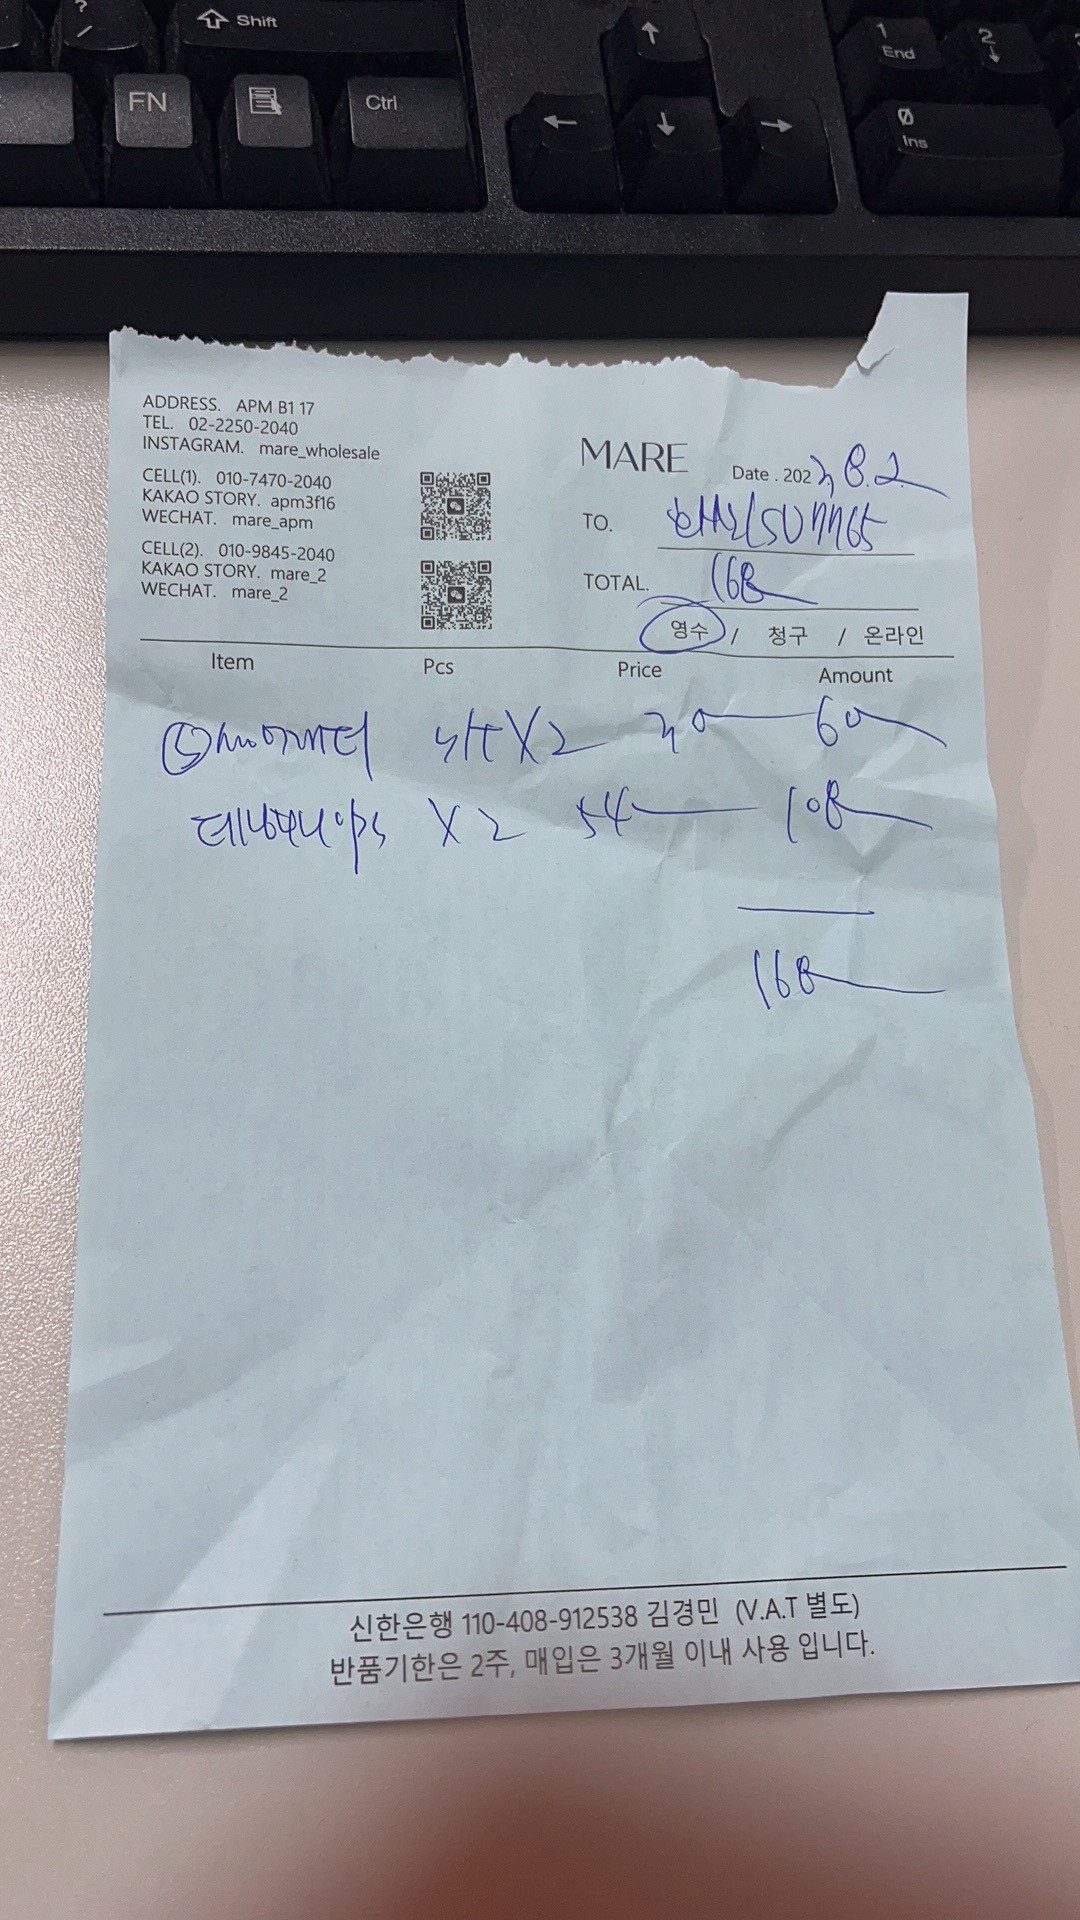 Shift
?
/
FN
Ctrl
↑
←
↓
→
1
End
2
↓
0
Ins
ADDRESS. APM B1 17
TEL. 02-2250-2040
INSTAGRAM. mare_wholesale
CELL(1). 010-7470-2040
KAKAO STORY. apm3f16
WECHAT. mare_apm
CELL(2). 010-9845-2040
KAKAO STORY. mare_2
WECHAT. mare_2
MARE
Date . 2023, 8.2
TO.
TOTAL. 168
영수 / 청구 / 온라인
Item Pcs Price Amount
X2 30 60
X2 54 108
168
신한은행 110-408-912538 김경민 (V.A.T 별도)
반품기한은 2주, 매입은 3개월 이내 사용 입니다.